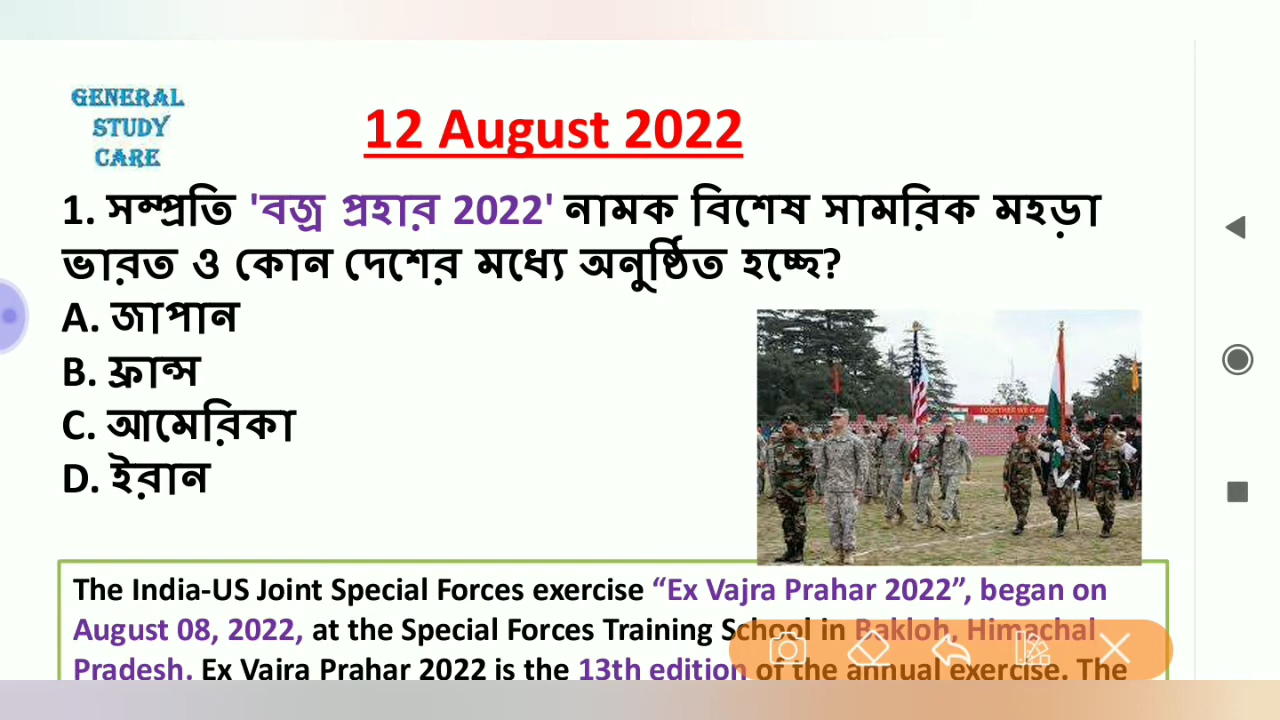 GENERAL
STUDY
CARE
12 August 2022
1. সম্প্রতি 'বজ্র প্রহার 2022' নামক বিশেষ সামরিক মহড়া
ভারত ও কোন দেশের মধ্যে অনুষ্ঠিত হচ্ছে?
A. জাপান
B. ফ্রান্স
C. আমেরিকা
D. ইরান
TOGETHER WE CAN
The India-US Joint Special Forces exercise “Ex Vajra Prahar 2022”, began on
August 08, 2022, at the Special Forces Training School in Bakloh, Himachal
Pradesh. Ex Vajra Prahar 2022 is the 13th edition of the annual exercise. The